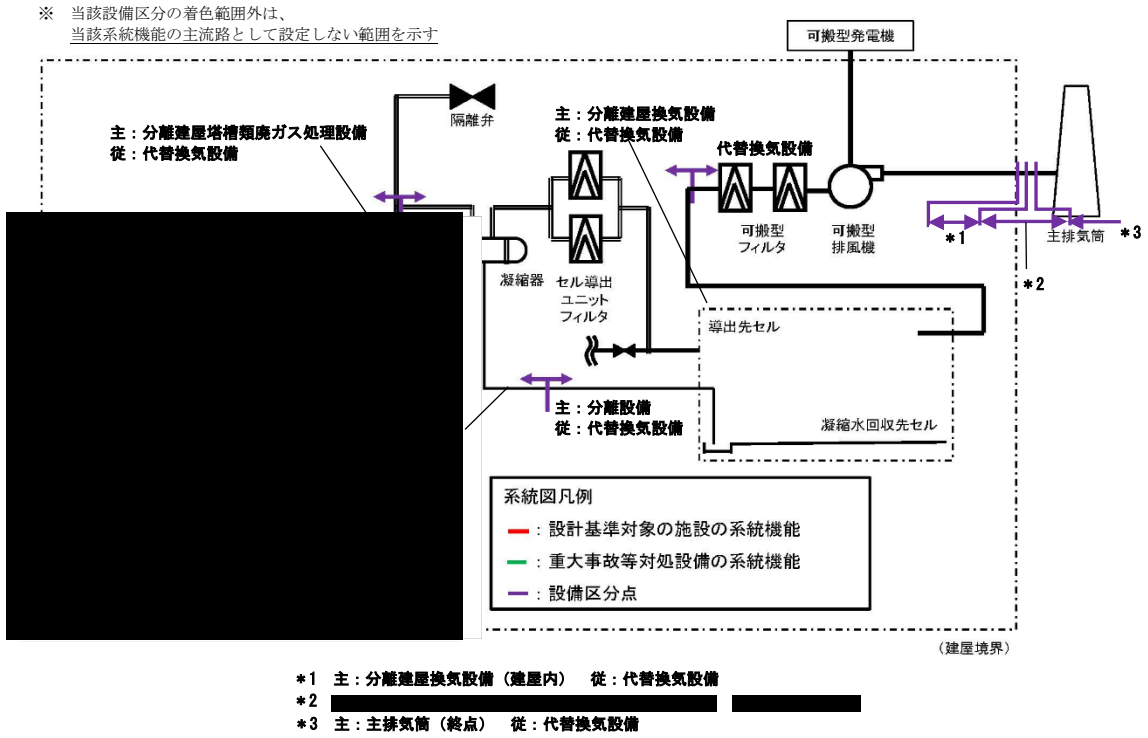 ※ 当該設備区分の着色範囲外は、
当該系統機能の主流路として設定しない範囲を示す
可搬型発電機
隔離弁
主：分離建屋塔槽類廃ガス処理設備
従：代替換気設備
主：分離建屋換気設備
従：代替換気設備
代替換気設備
凝縮器
セル導出
ユニット
フィルタ
可搬型
フィルタ
可搬型
排風機
＊1
主排気筒
＊3
＊2
導出先セル
主：分離設備
従：代替換気設備
凝縮水回収先セル
系統図凡例
：設計基準対象の施設の系統機能
：重大事故等対処設備の系統機能
：設備区分点
（建屋境界）
＊1 主：分離建屋換気設備（建屋内） 従：代替換気設備
＊2
＊3 主：主排気筒（終点） 従：代替換気設備